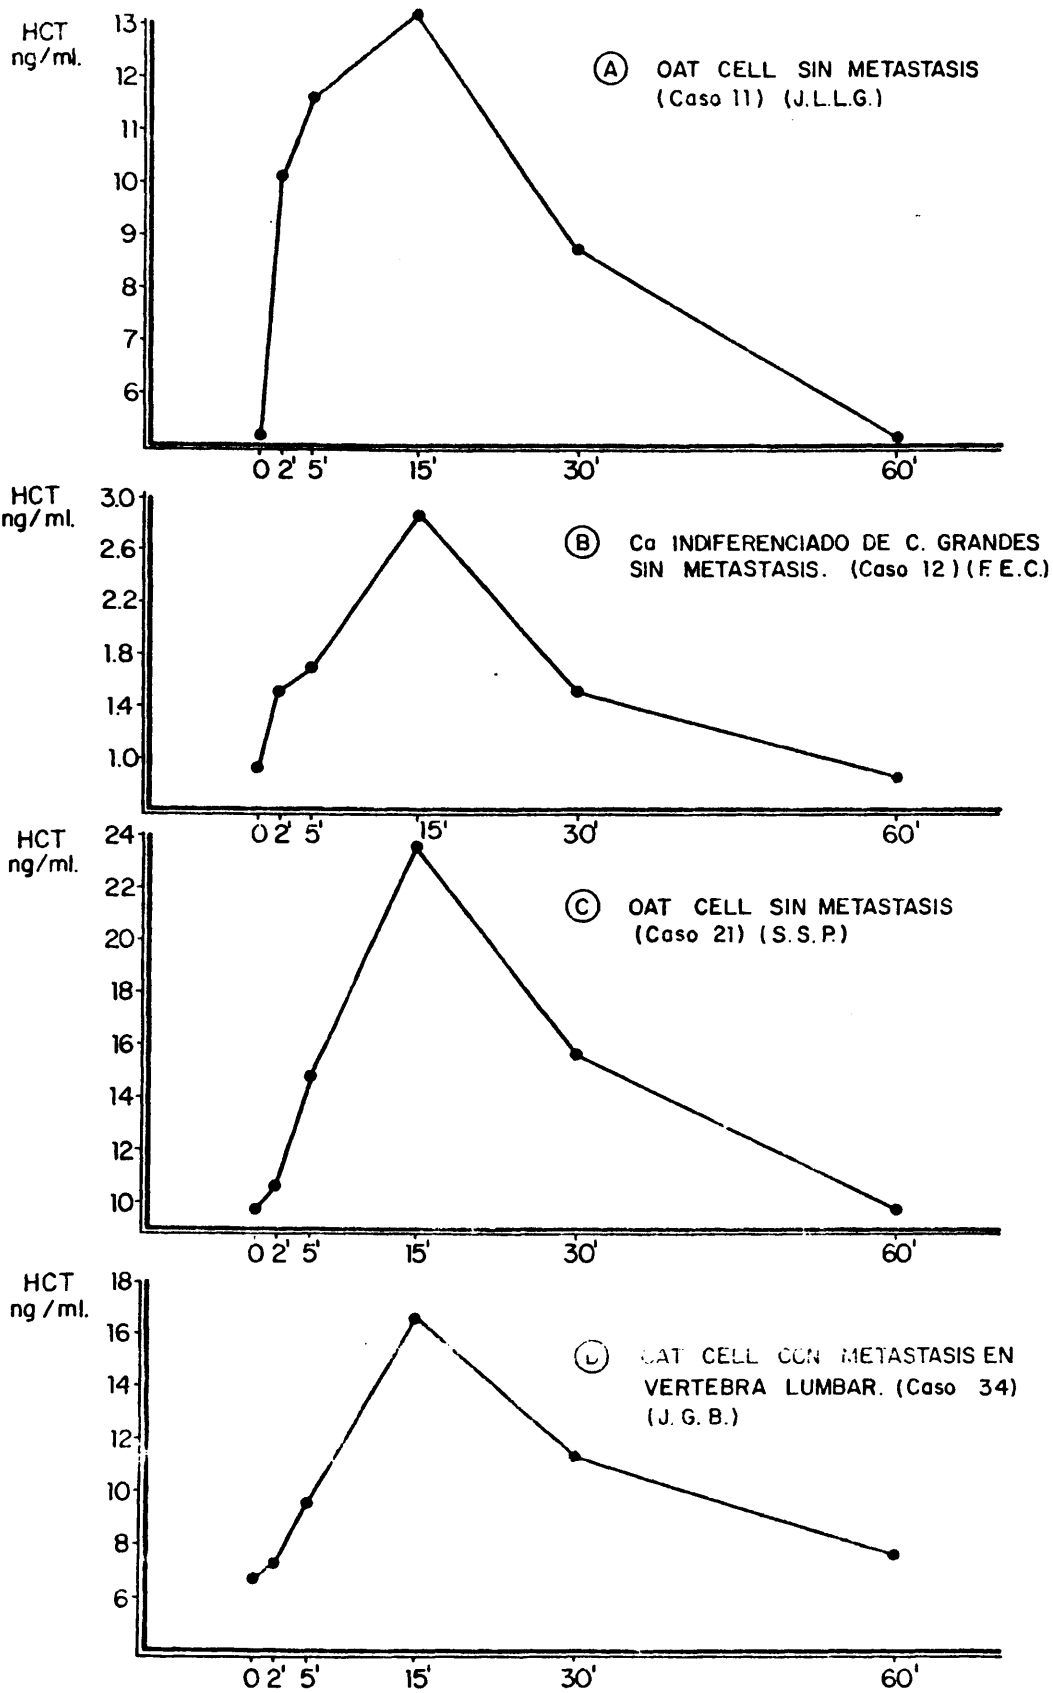 HCT
ng/ml.
13
12
11
10
9
8
7
6
0 2' 5' 15' 30' 60'
A OAT CELL SIN METASTASIS
(Caso 11) (J.L.L.G.)
HCT
ng/ml.
3.0
2.6
2.2
1.8
1.4
1.0
0 2' 5' 15' 30' 60'
B Ca INDIFERENCIADO DE C. GRANDES
SIN METASTASIS. (Caso 12) (F.E.C.)
HCT
ng/ml.
24
22
20
18
16
14
12
10
0 2' 5' 15' 30' 60'
C OAT CELL SIN METASTASIS
(Caso 21) (S.S.P.)
HCT
ng/ml.
18
16
14
12
10
8
6
0 2' 5' 15' 30' 60'
D OAT CELL CON METASTASIS EN
VERTEBRA LUMBAR. (Caso 34)
(J.G.B.)